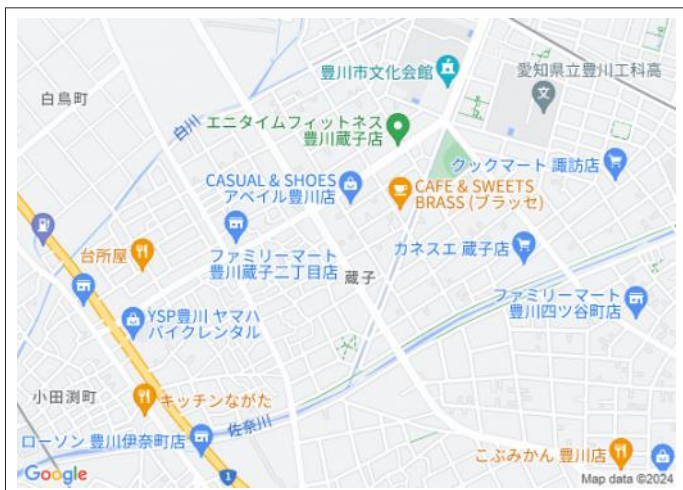 豊川市文化会館
愛知県立豊川工科高
白鳥町
白川
エニタイムフィットネス
豊川蔵子店
クックマート 諏訪店
CASUAL & SHOES
アベイル豊川店
CAFE & SWEETS
BRASS (ブラッセ)
台所屋
ファミリーマート
豊川蔵子二丁目店
カネスエ 蔵子店
蔵子
YSP豊川 ヤマハ
バイクレンタル
ファミリーマート
豊川四ツ谷町店
小田渕町
キッチンながた
佐奈川
ローソン 豊川伊奈町店
こぶみかん 豊川店
1
Google
Map data ©2024